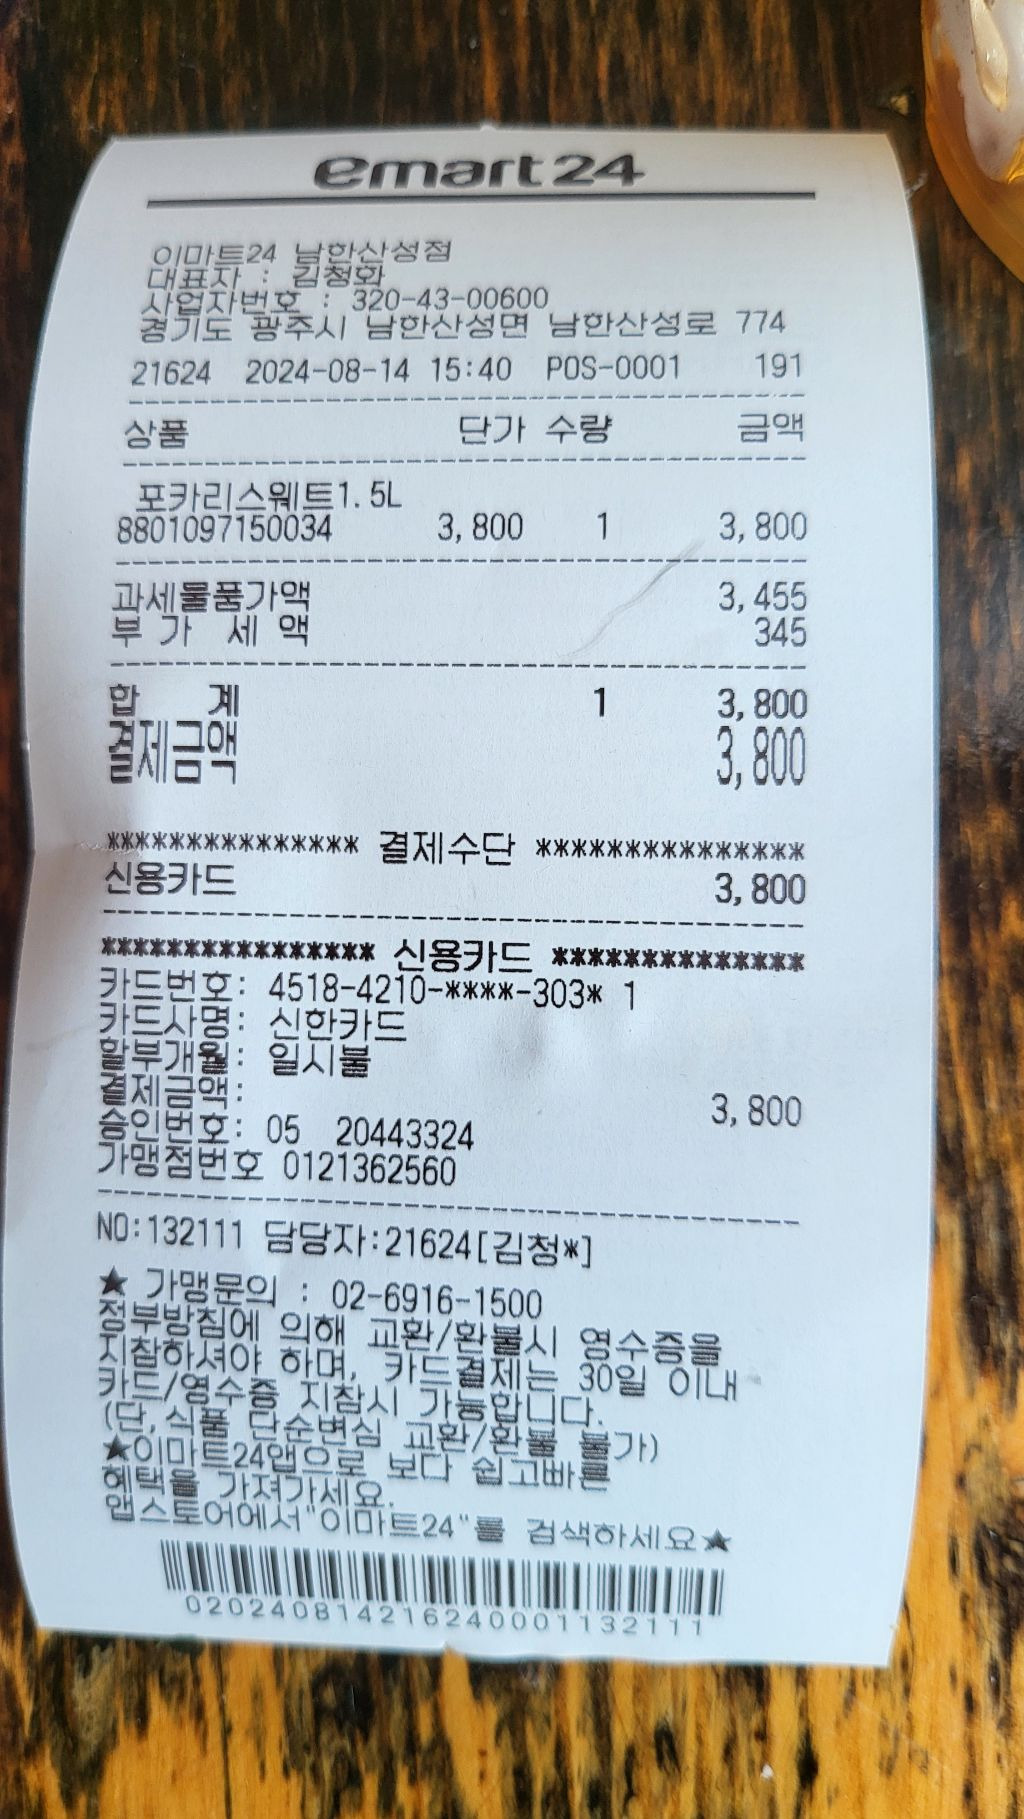 emart24
이마트24 남한산성점
대표자 : 김청화
사업자번호 : 320-43-00600
경기도 광주시 남한산성면 남한산성로 774
21624 2024-08-14 15:40 POS-0001 191
상품 단가 수량 금액
포카리스웨트1.5L
8801097150034 3,800 1 3,800
과세물품가액 3,455
부 가 세 액 345
합 계 1 3,800
결제금액 3,800
*************** 결제수단 ***************
신용카드 3,800
**************** 신용카드 **************
카드번호: 4518-4210-****-303* 1
카드사명: 신한카드
할부개월: 일시불
결제금액: 3,800
승인번호: 05 20443324
가맹점번호 0121362560
NO:132111 담당자:21624[김청*]
★ 가맹문의 : 02-6916-1500
정부방침에 의해 교환/환불시 영수증을
지참하셔야 하며, 카드결제는 30일 이내
카드/영수증 지참시 가능합니다.
(단,식품 단순변심 교환/환불 불가)
★이마트24앱으로 보다 쉽고빠른
혜택을 가져가세요.
앱스토어에서"이마트24"를 검색하세요★
0202408142162400001132111